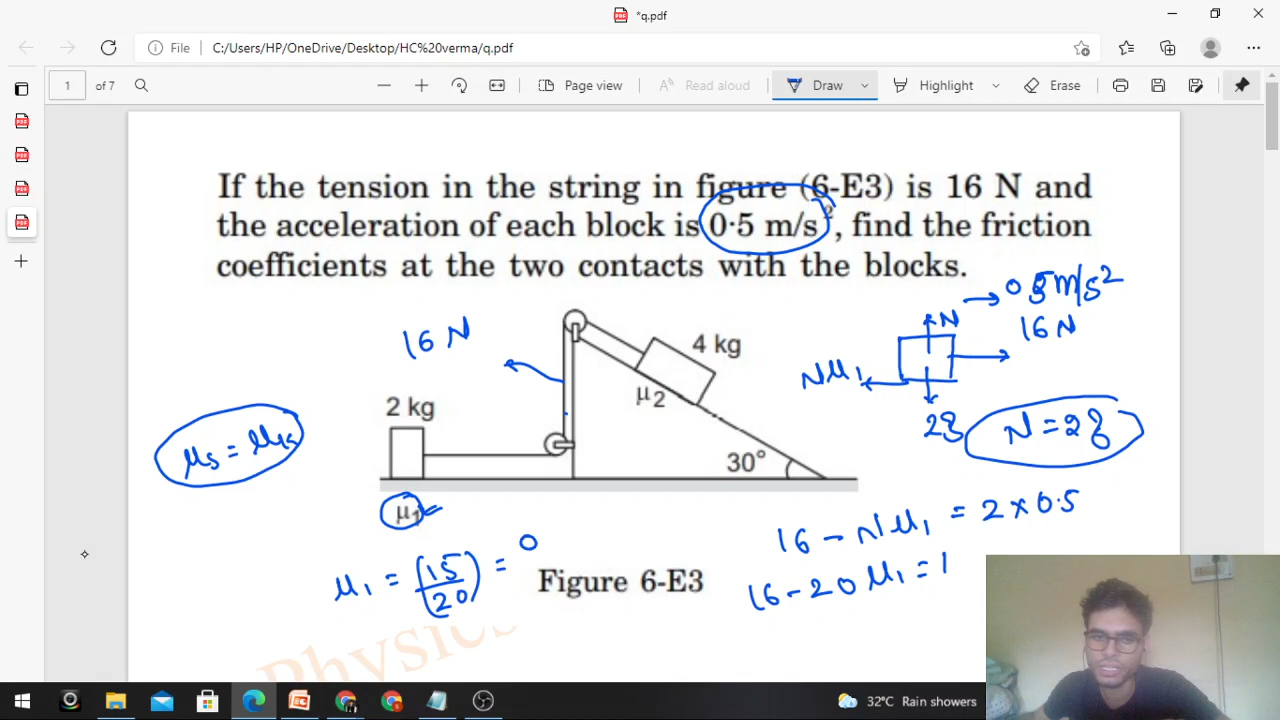 *q.pdf
File C:/Users/HP/OneDrive/Desktop/HC%20verma/q.pdf
1 of 7 Page view Read aloud Draw Highlight Erase
If the tension in the string in figure (6-E3) is 16 N and
the acceleration of each block is 0·5 m/s², find the friction
coefficients at the two contacts with the blocks.
→ 0.5 m/s²
16 N
N
16 N
4 kg
Nμ₁
μ₂
2 kg
2g
N = 2g
μs = μk
30°
μ₁
16 - Nμ₁ = 2 × 0.5
μ₁ = (15/20) = 0
Figure 6-E3
16 - 20 μ₁ = 1
Physics
32°C Rain showers